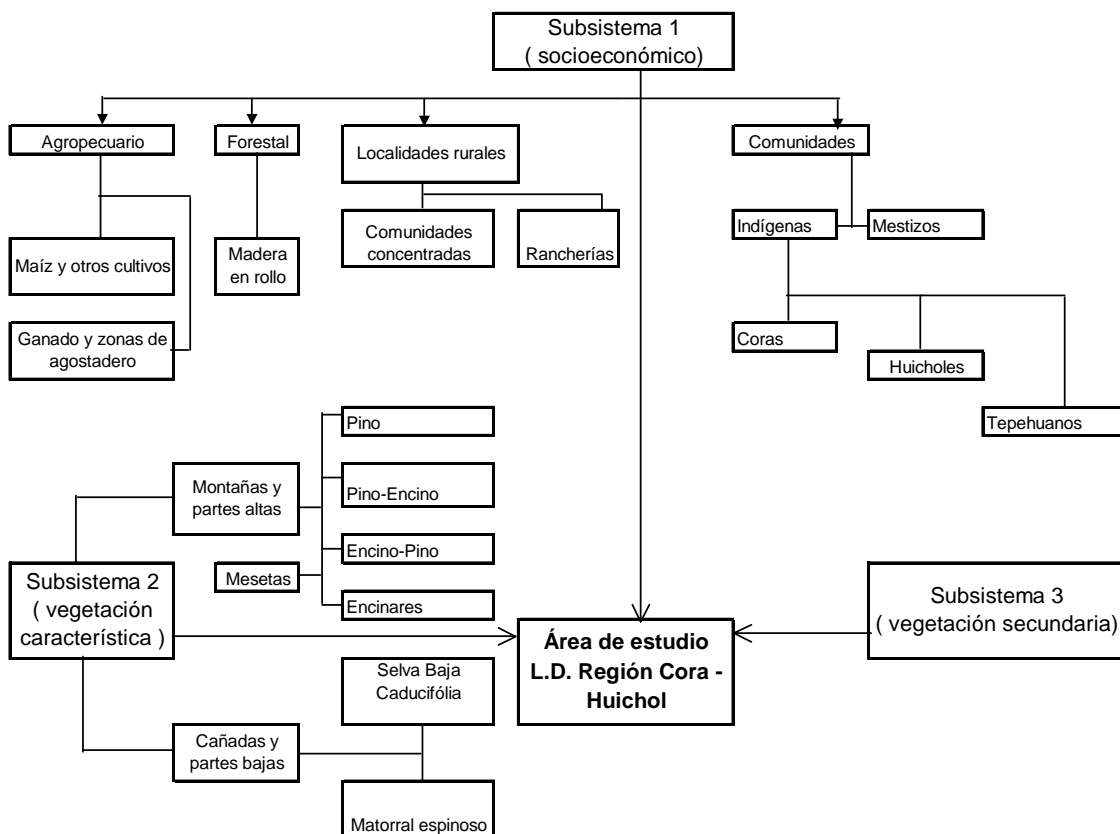 Subsistema 1
( socioeconómico)
Agropecuario
Forestal
Localidades rurales
Comunidades
Maíz y otros cultivos
Ganado y zonas de
agostadero
Madera
en rollo
Comunidades
concentradas
Rancherías
Indígenas
Mestizos
Coras
Huicholes
Tepehuanos
Subsistema 2
( vegetación
característica )
Montañas y
partes altas
Mesetas
Pino
Pino-Encino
Encino-Pino
Encinares
Cañadas y
partes bajas
Selva Baja
Caducifólia
Matorral espinoso
Área de estudio
L.D. Región Cora -
Huichol
Subsistema 3
( vegetación secundaria)